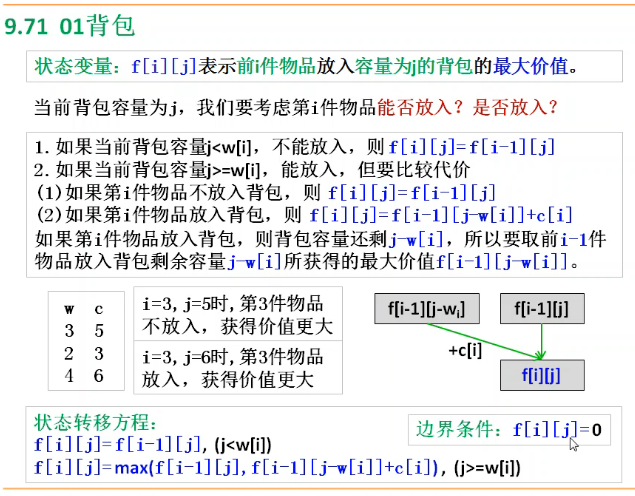 9.71 01背包
状态变量：f[i][j]表示前i件物品放入容量为j的背包的最大价值。
当前背包容量为j，我们要考虑第i件物品能否放入？是否放入？
1.如果当前背包容量j<w[i]，不能放入，则f[i][j]=f[i-1][j]
2.如果当前背包容量j>=w[i]，能放入，但要比较代价
(1)如果第i件物品不放入背包，则 f[i][j]=f[i-1][j]
(2)如果第i件物品放入背包，则 f[i][j]=f[i-1][j-w[i]]+c[i]
如果第i件物品放入背包，则背包容量还剩j-w[i]，所以要取前i-1件
物品放入背包剩余容量j-w[i]所获得的最大价值f[i-1][j-w[i]]。
w c
3 5
2 3
4 6
i=3,j=5时,第3件物品
不放入，获得价值更大
i=3,j=6时,第3件物品
放入，获得价值更大
f[i-1][j-wi]
f[i-1][j]
+c[i]
f[i][j]
状态转移方程：
f[i][j]=f[i-1][j], (j<w[i])
f[i][j]=max(f[i-1][j],f[i-1][j-w[i]]+c[i]), (j>=w[i])
边界条件：f[i][j]=0